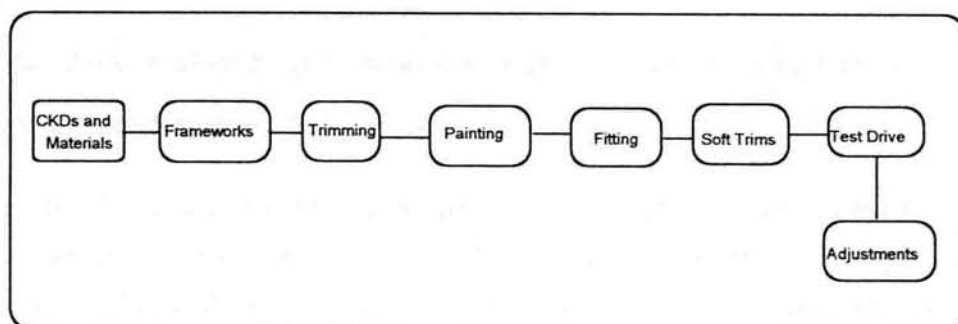 CKDs and
Materials
Frameworks
Trimming
Painting
Fitting
Soft Trims
Test Drive
Adjustments